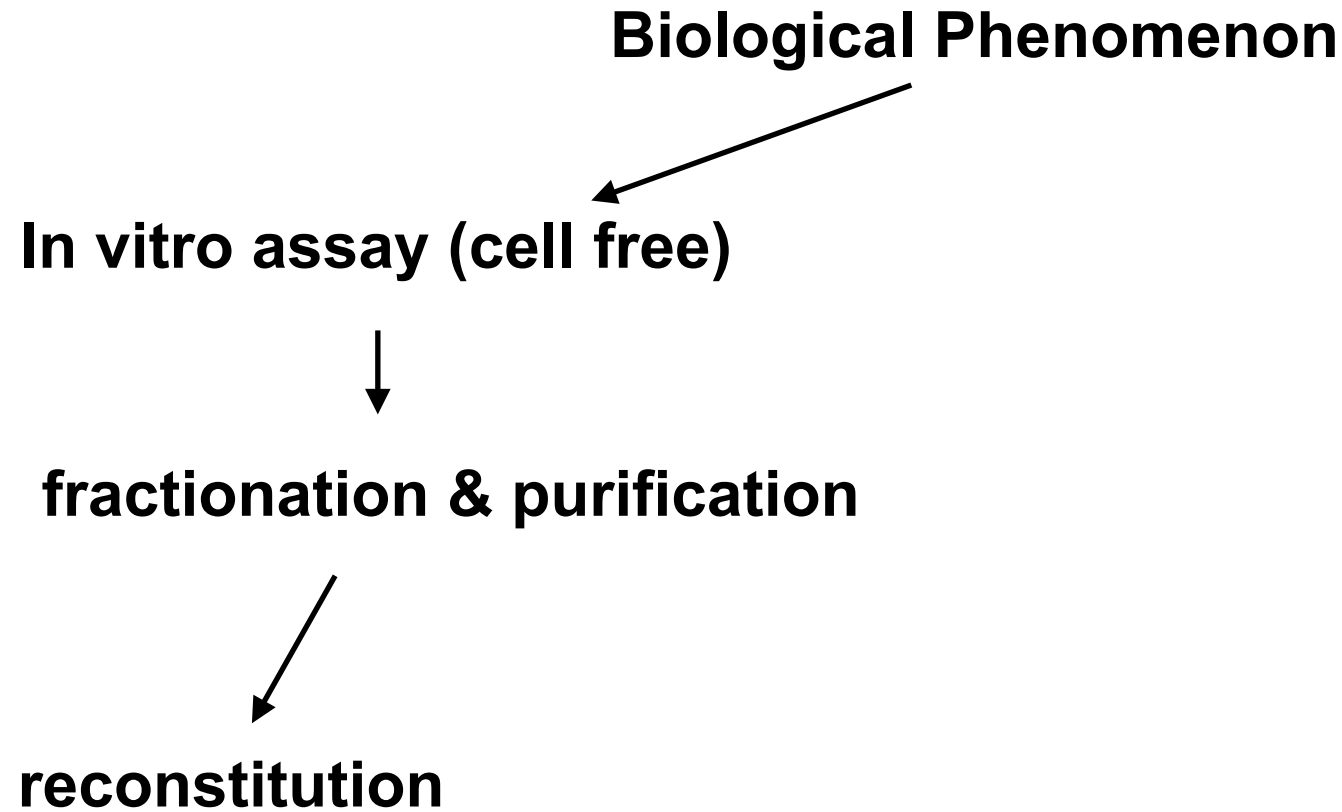 Biological Phenomenon
In vitro assay (cell free)
fractionation & purification
reconstitution